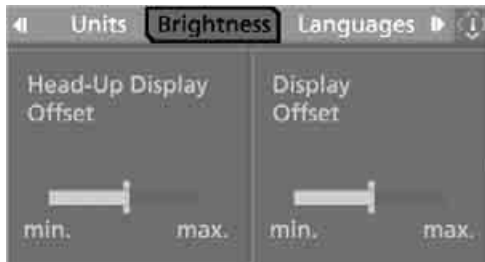 Units Brightness Languages
Head-Up Display
Offset
min. max.
Display
Offset
min. max.